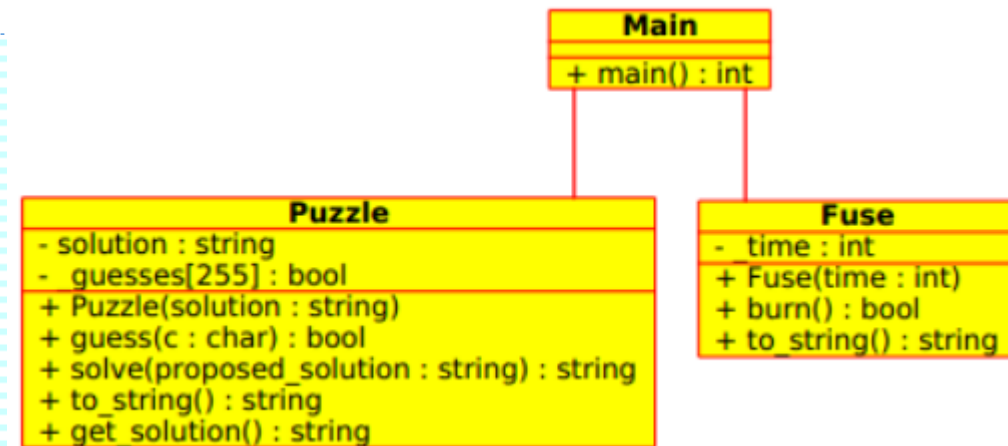 Main
+ main() : int
Puzzle
- solution : string
- _guesses[255] : bool
+ Puzzle(solution : string)
+ guess(c : char) : bool
+ solve(proposed_solution : string) : string
+ to_string() : string
+ get_solution() : string
Fuse
- _time : int
+ Fuse(time : int)
+ burn() : bool
+ to_string() : string